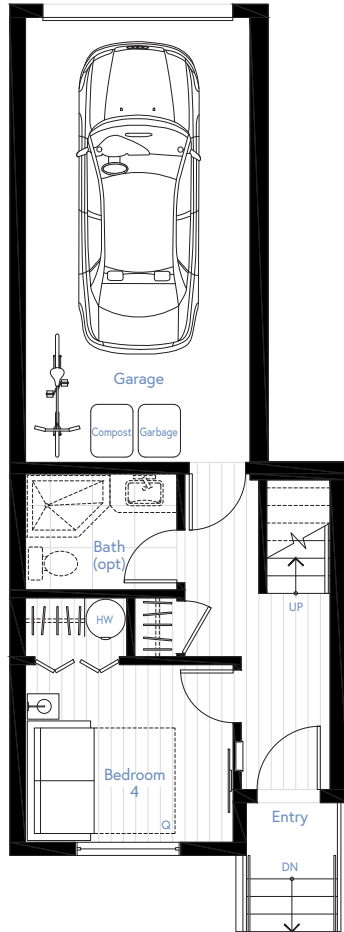 Garage
Compost Garbage
Bath
(opt)
HW
UP
Bedroom
4
Q
Entry
DN